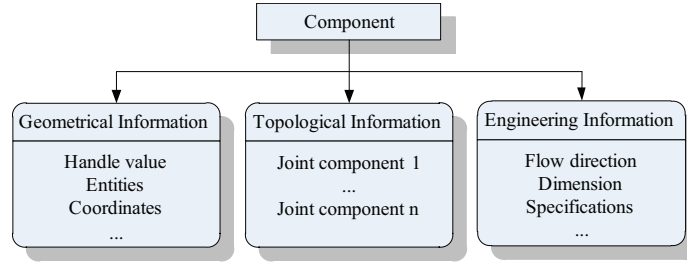 Component
Geometrical Information
Handle value
Entities
Coordinates
...
Topological Information
Joint component 1
...
Joint component n
Engineering Information
Flow direction
Dimension
Specifications
...